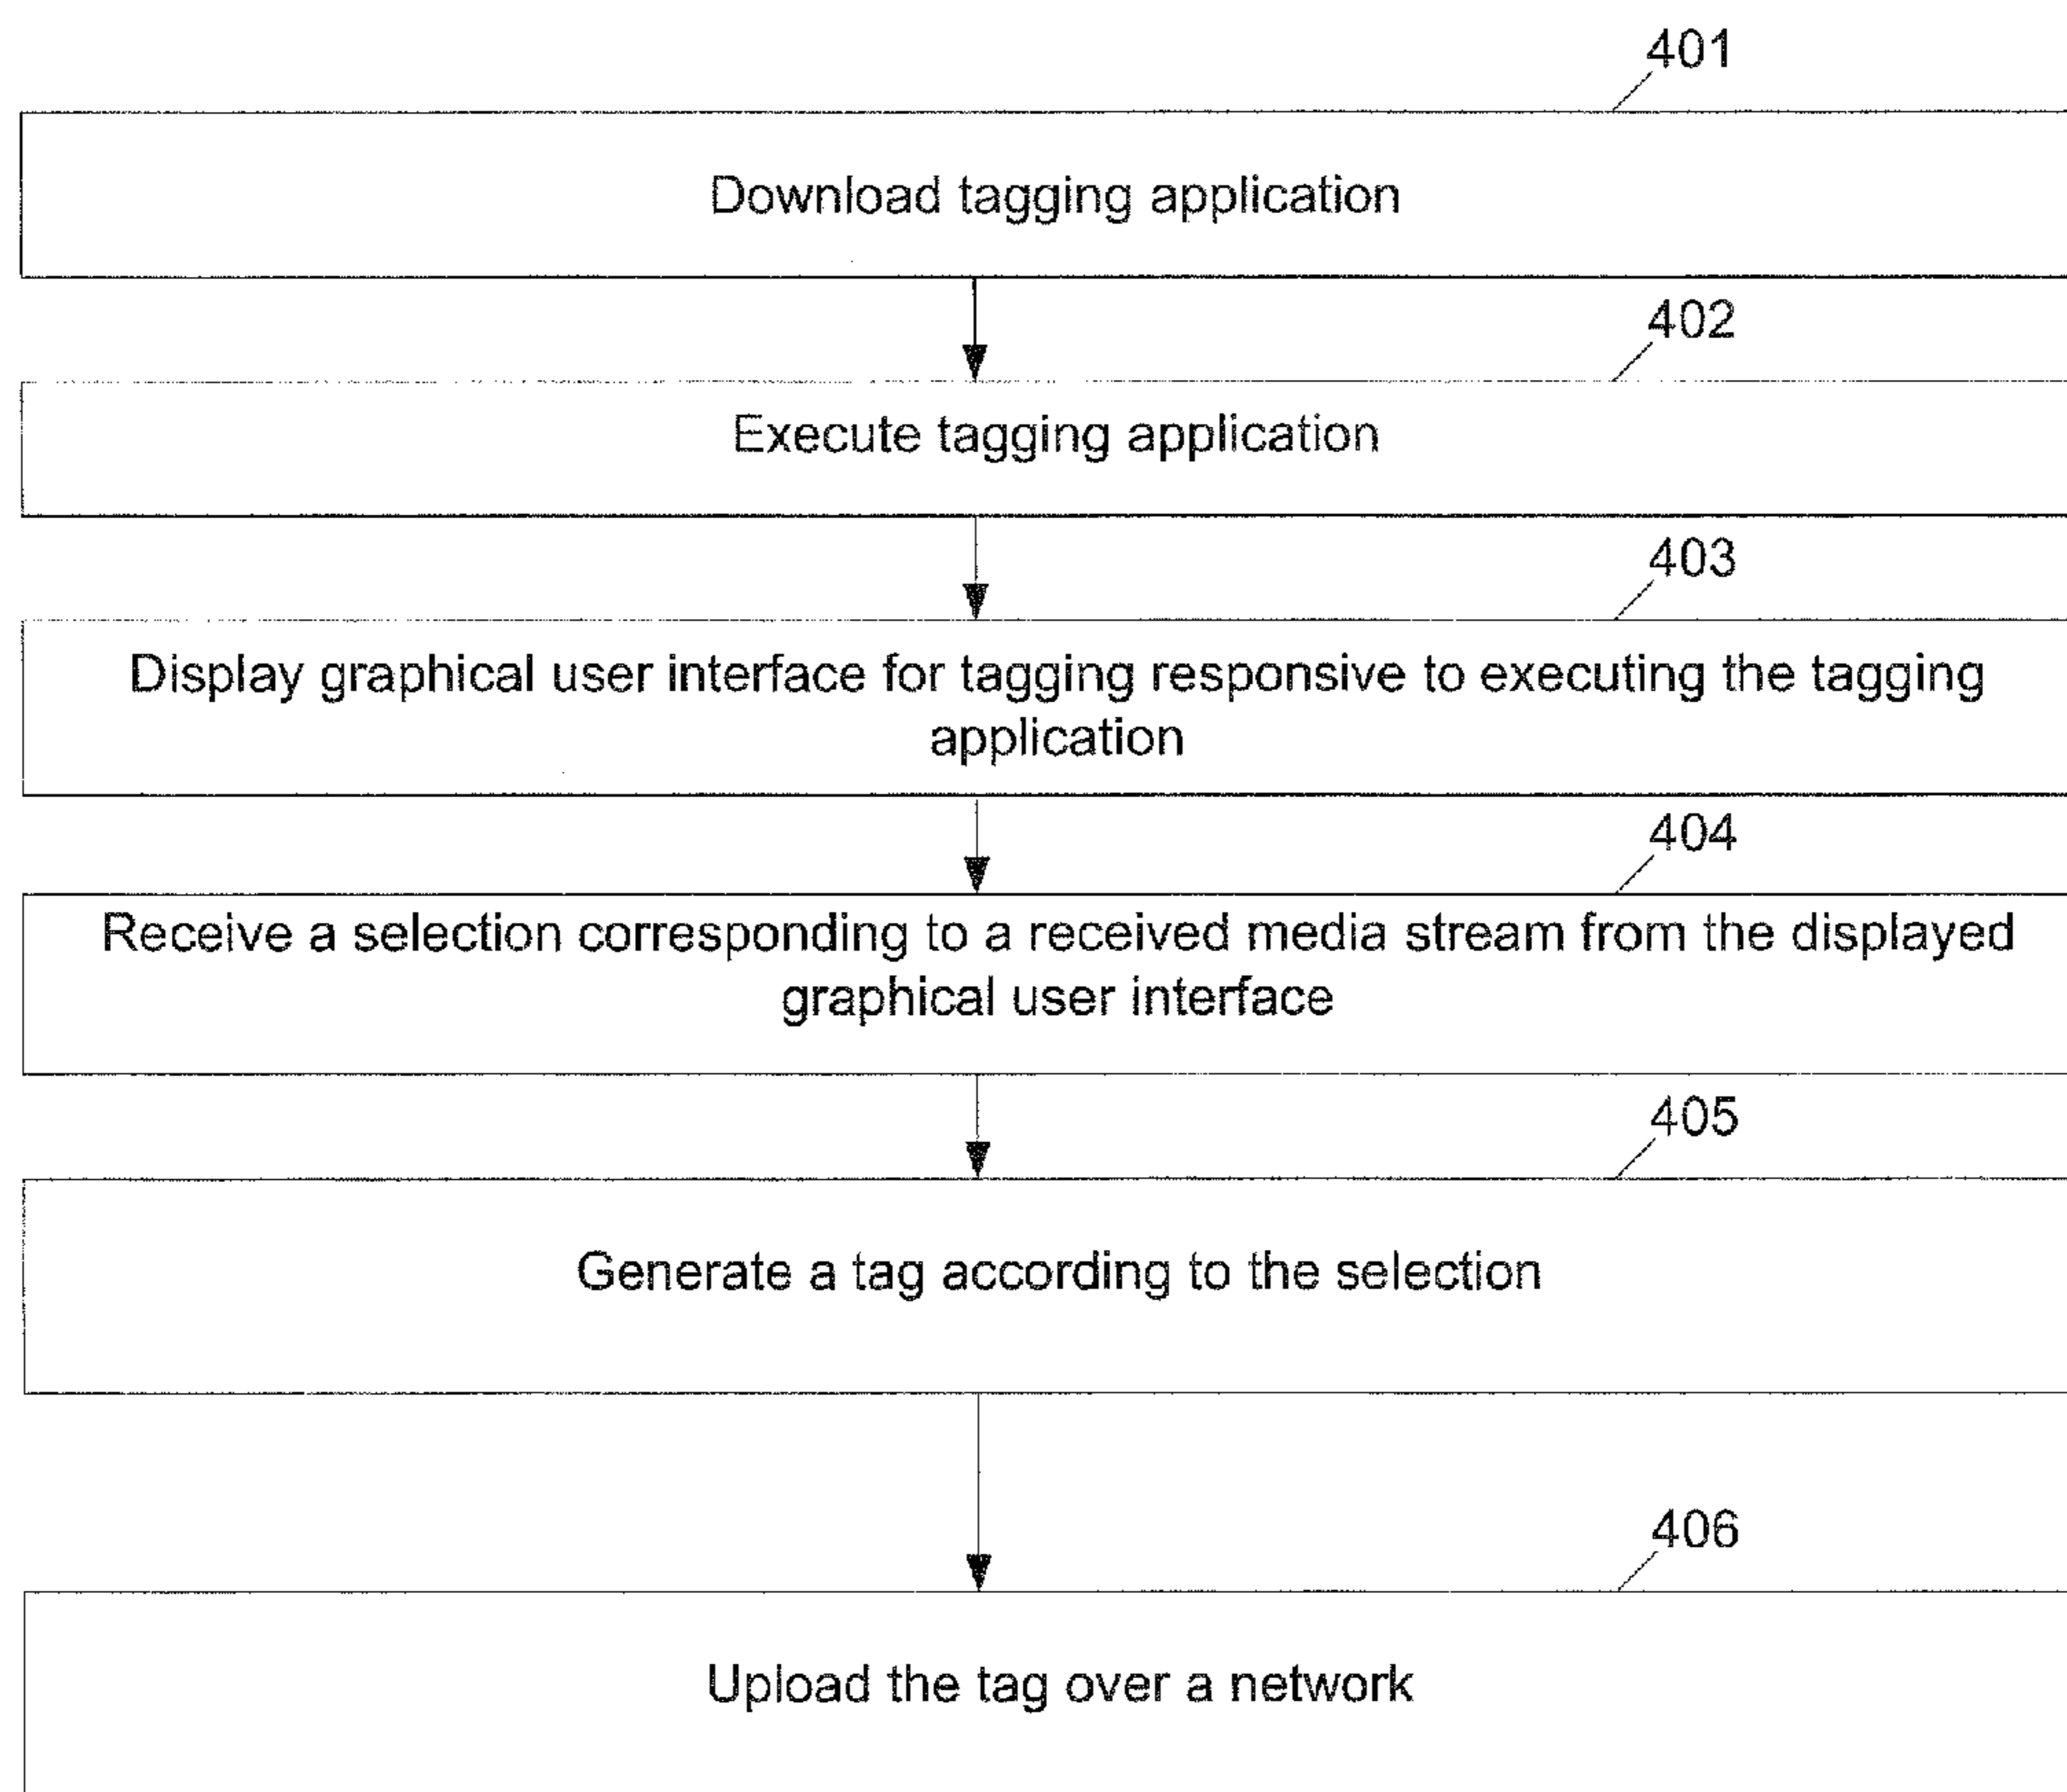 401
Download tagging application
402
Execute tagging application
403
Display graphical user interface for tagging responsive to executing the tagging
application
404
Receive a selection corresponding to a received media stream from the displayed
graphical user interface
405
Generate a tag according to the selection
406
Upload the tag over a network